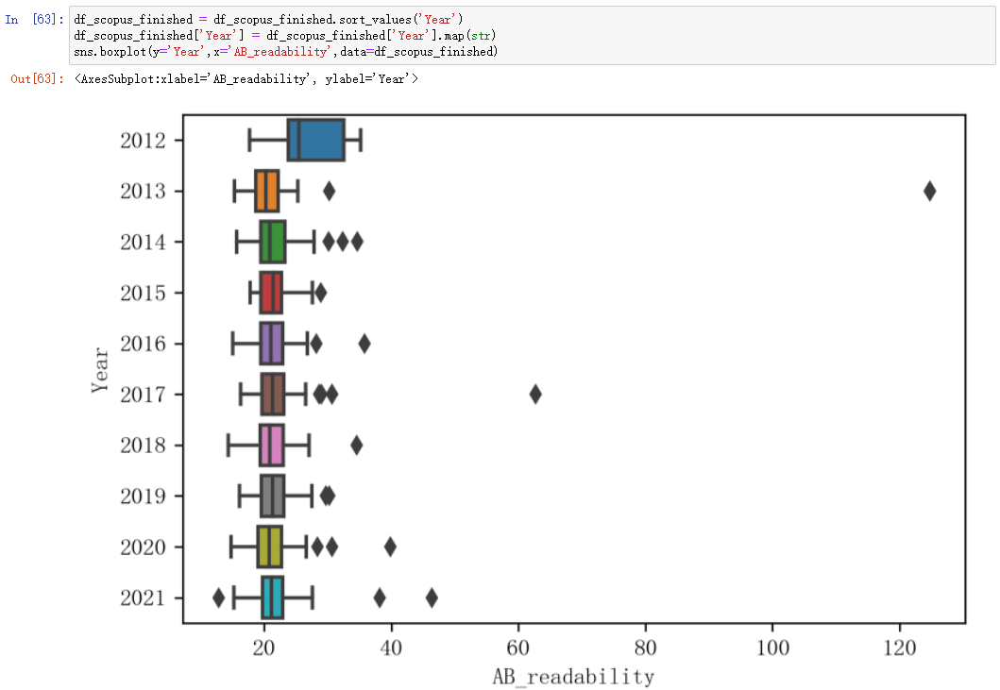 In [63]: df_scopus_finished = df_scopus_finished.sort_values('Year')
df_scopus_finished['Year'] = df_scopus_finished['Year'].map(str)
sns.boxplot(y='Year',x='AB_readability',data=df_scopus_finished)
Out[63]: <AxesSubplot:xlabel='AB_readability', ylabel='Year'>
2012
2013
2014
2015
2016
2017
2018
2019
2020
2021
Year
20 40 60 80 100 120
AB_readability